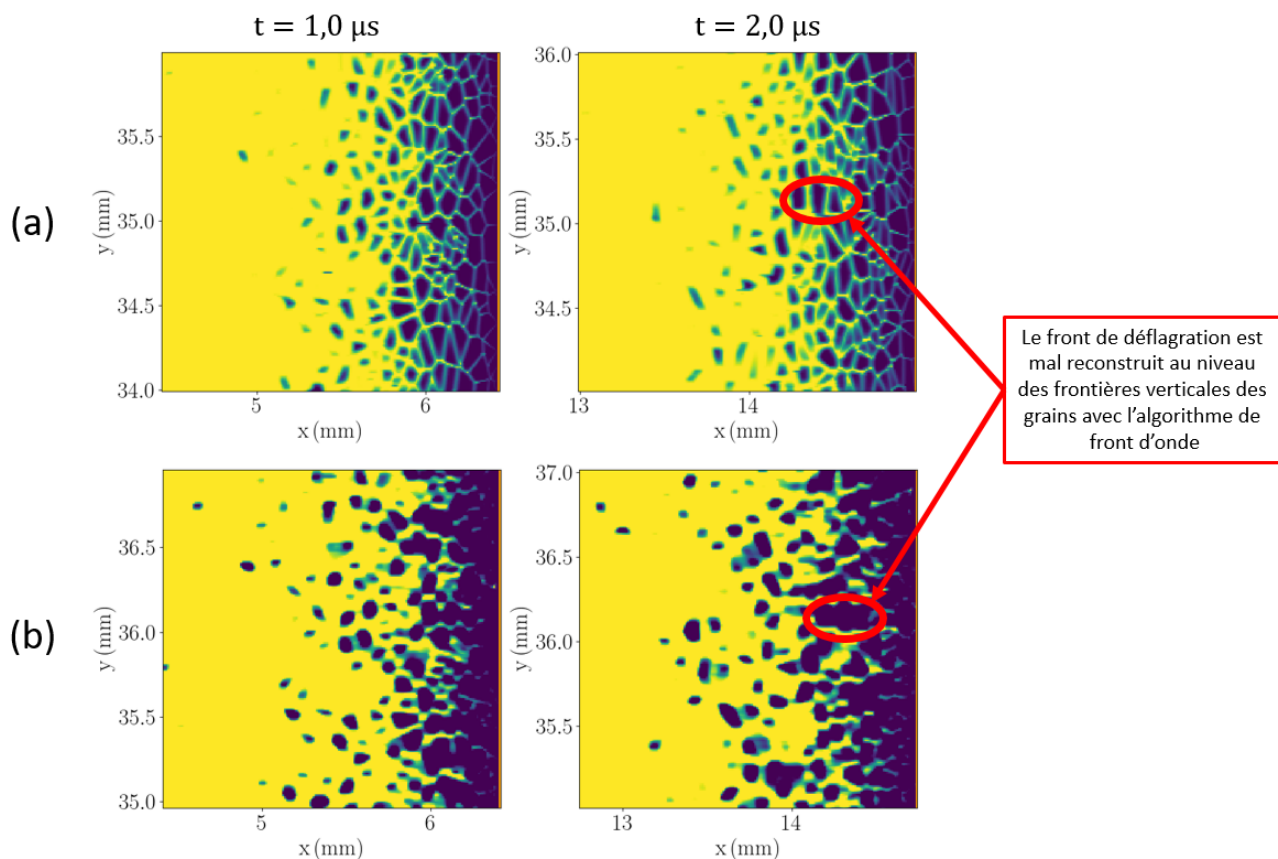 t = 1,0 μs
t = 2,0 μs
(a)
y (mm)
35.5
35.0
34.5
34.0
5
6
x (mm)
y (mm)
36.0
35.5
35.0
34.5
13
14
x (mm)
Le front de déflagration est
mal reconstruit au niveau
des frontières verticales des
grains avec l’algorithme de
front d’onde
(b)
y (mm)
36.5
36.0
35.5
35.0
5
6
x (mm)
y (mm)
37.0
36.5
36.0
35.5
13
14
x (mm)